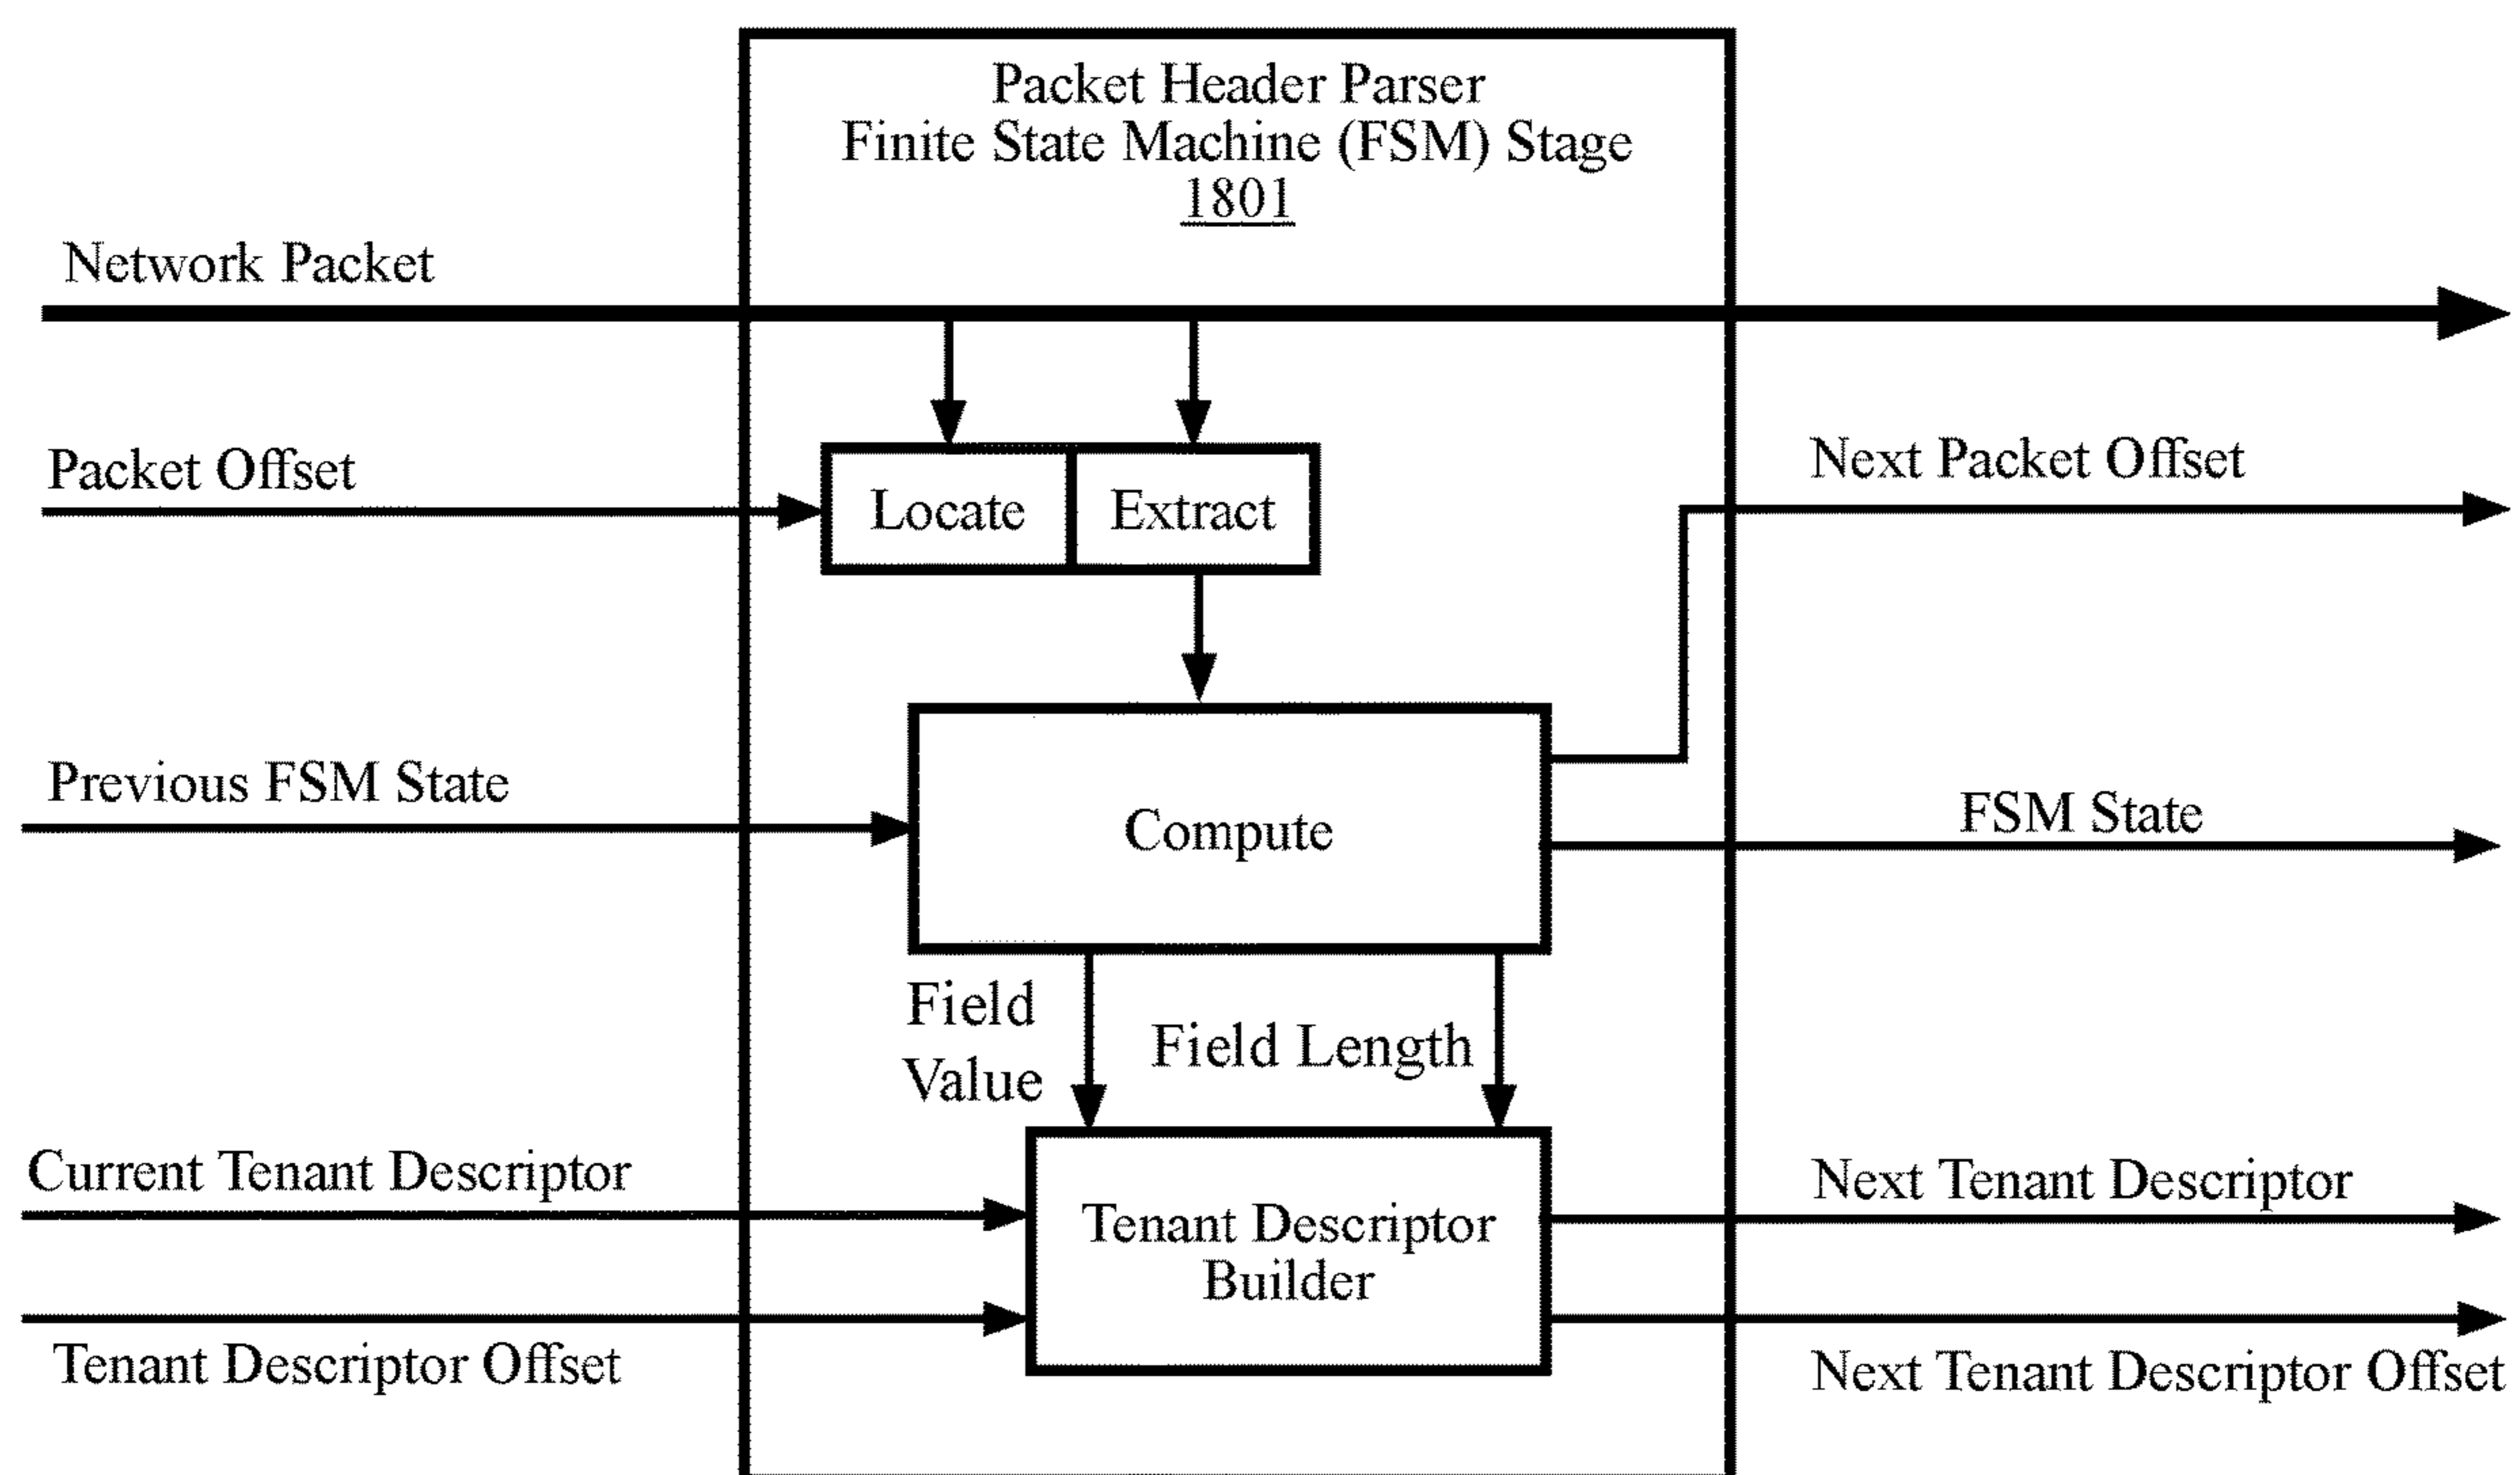 Packet Header Parser
Finite State Machine (FSM) Stage
1801
Network Packet
Packet Offset
Locate
Extract
Next Packet Offset
Previous FSM State
Compute
FSM State
Field
Value
Field Length
Current Tenant Descriptor
Tenant Descriptor
Builder
Next Tenant Descriptor
Tenant Descriptor Offset
Next Tenant Descriptor Offset